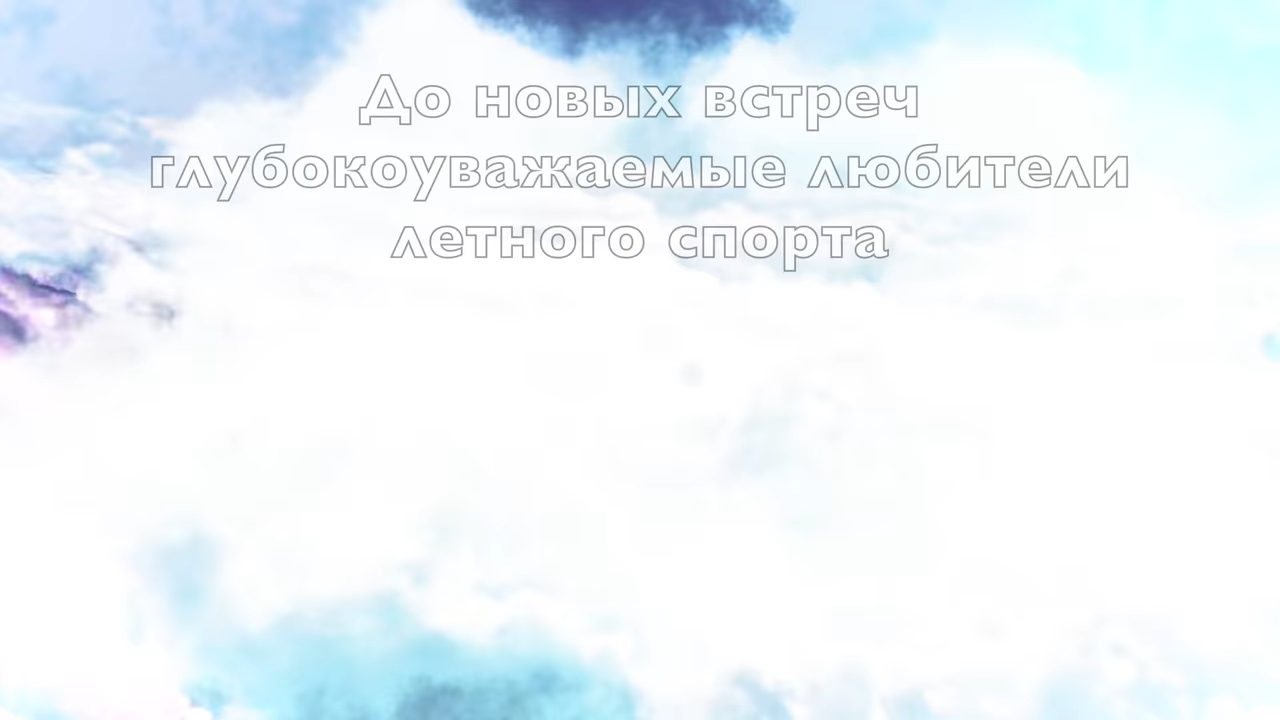 До новых встреч
глубокоуважаемые любители
летного спорта